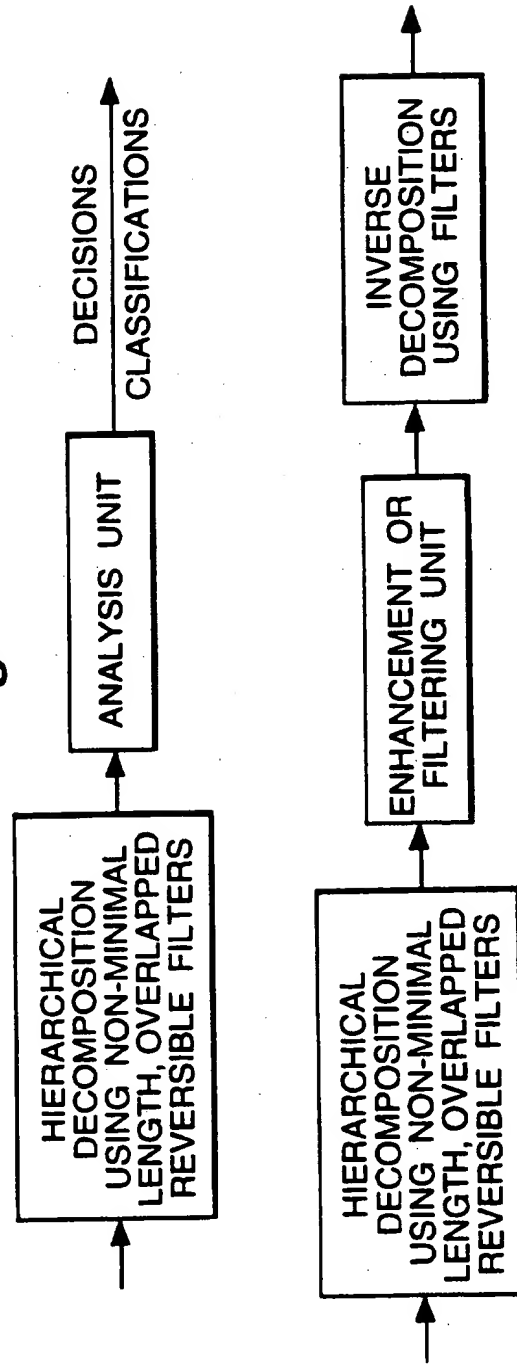 HIERARCHICAL
DECOMPOSITION
USING NON-MINIMAL
LENGTH, OVERLAPPED
REVERSIBLE FILTERS
ANALYSIS UNIT
DECISIONS
CLASSIFICATIONS
HIERARCHICAL
DECOMPOSITION
USING NON-MINIMAL
LENGTH, OVERLAPPED
REVERSIBLE FILTERS
ENHANCEMENT OR
FILTERING UNIT
INVERSE
DECOMPOSITION
USING FILTERS